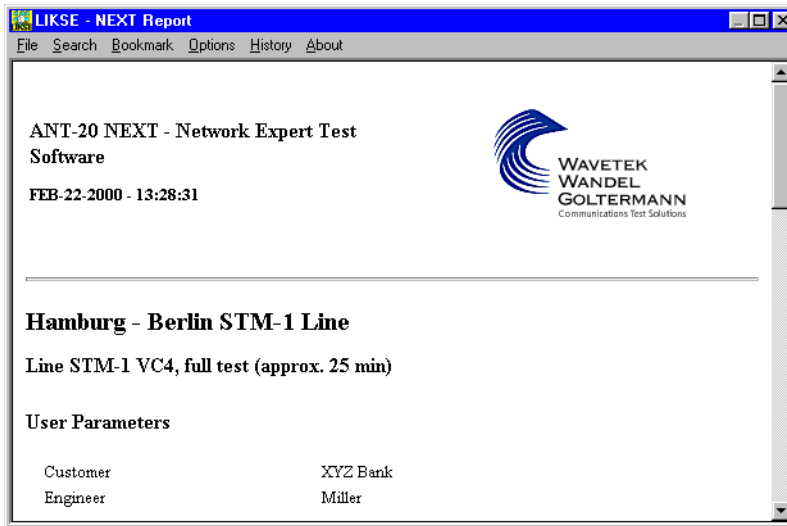 LIKSE - NEXT Report
File Search Bookmark Options History About
ANT-20 NEXT - Network Expert Test
Software
FEB-22-2000 - 13:28:31
WAVETEK
WANDEL
GOLTERMANN
Communications Test Solutions
Hamburg - Berlin STM-1 Line
Line STM-1 VC4, full test (approx. 25 min)
User Parameters
Customer XYZ Bank
Engineer Miller